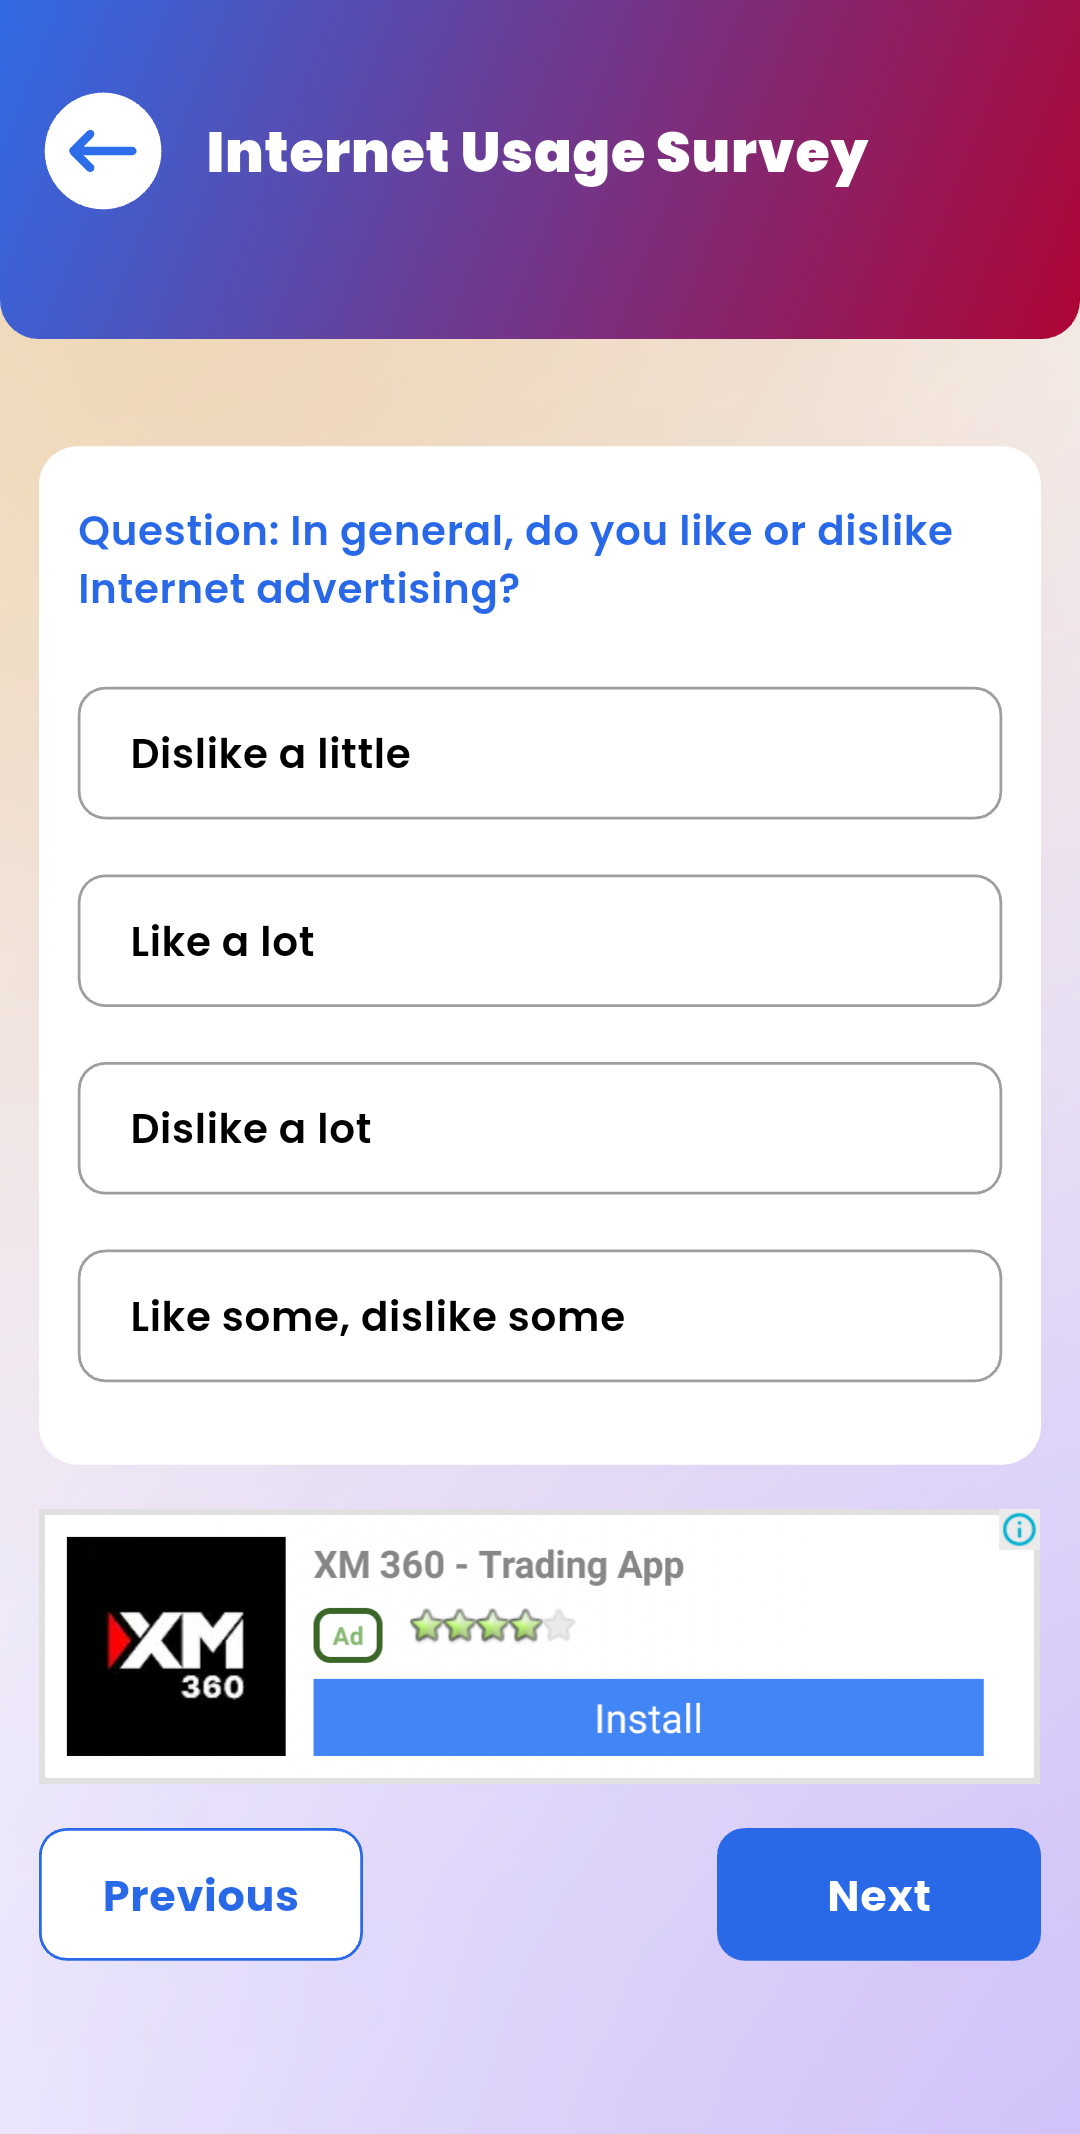 Internet Usage Survey
Question: In general, do you like or dislike
Internet advertising?
Dislike a little
Like a lot
Dislike a lot
Like some, dislike some
XM
360
XM 360 - Trading App
Ad
Install
Previous
Next